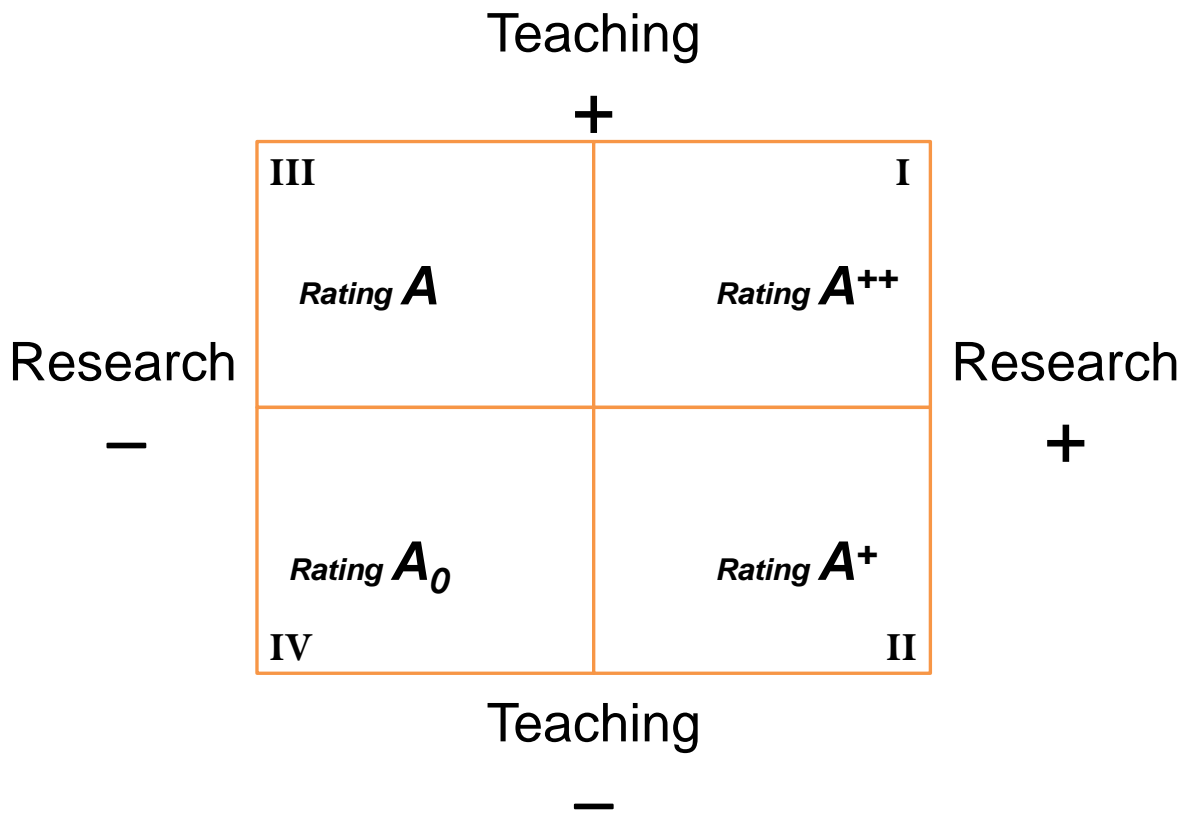 Teaching
+
III
I
Rating A
Rating A++
Research
–
Research
+
Rating A0
Rating A+
IV
II
Teaching
–